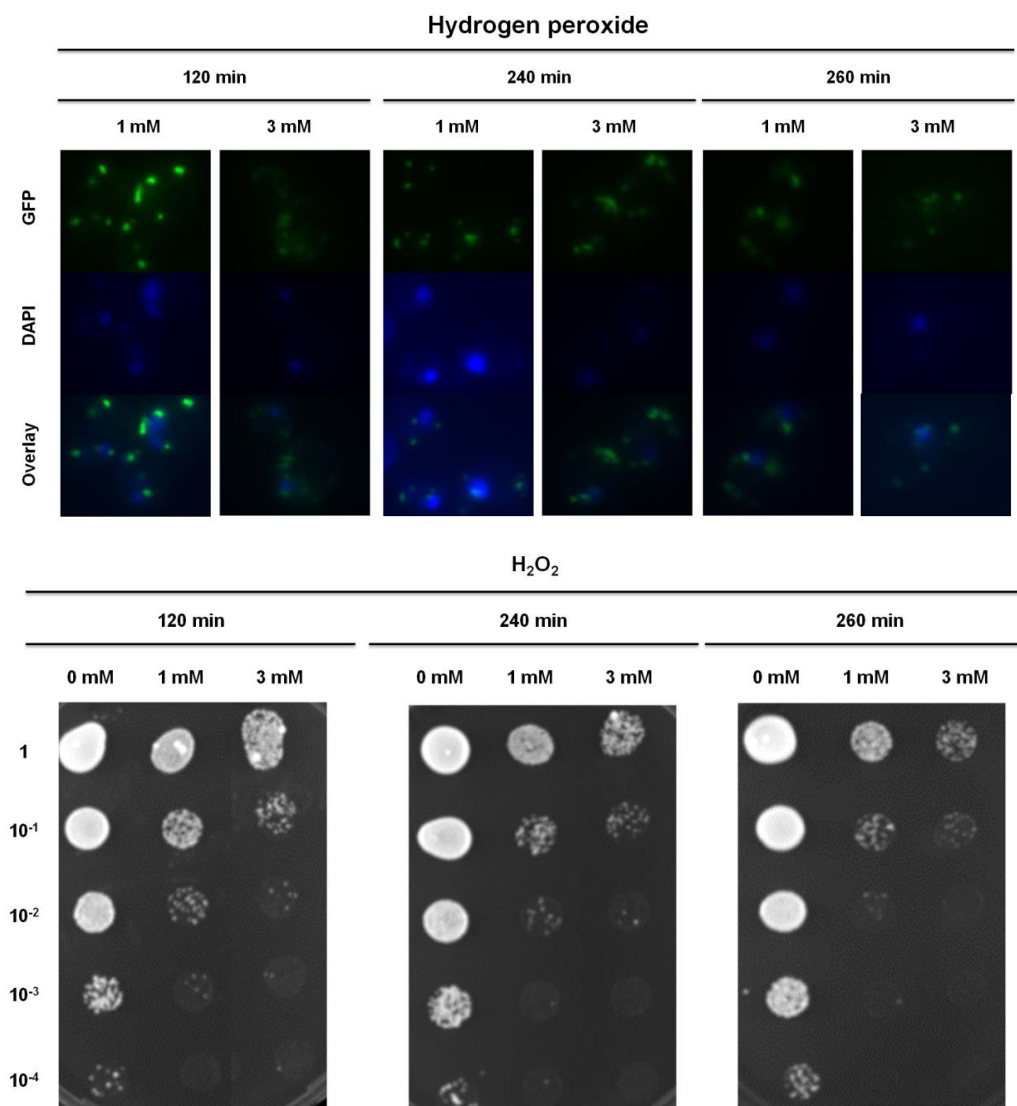 Hydrogen peroxide
120 min 240 min 260 min
1 mM 3 mM 1 mM 3 mM 1 mM 3 mM
GFP
DAPI
Overlay
H₂O₂
120 min 240 min 260 min
0 mM 1 mM 3 mM 0 mM 1 mM 3 mM 0 mM 1 mM 3 mM
1
10⁻¹
10⁻²
10⁻³
10⁻⁴